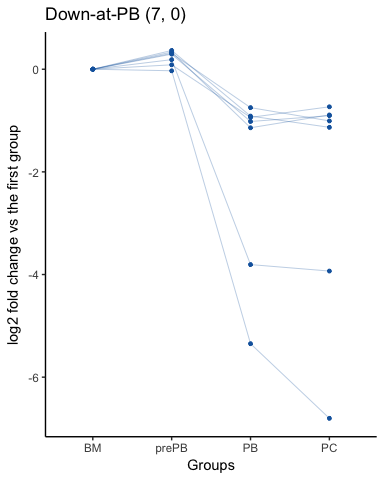 Down-at-PB (7, 0)
0
-2
-4
-6
log2 fold change vs the first group
BM prePB PB PC
Groups